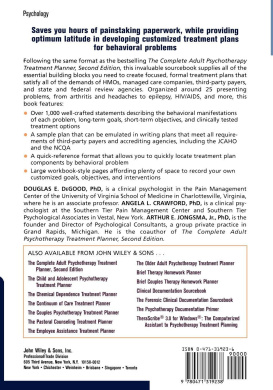 Psychology
Saves you hours of painstaking paperwork, while providing
optimum latitude in developing customized treatment plans
for behavioral problems
Following the same format as the bestselling The Complete Adult Psychotherapy
Treatment Planner, Second Edition, this invaluable sourcebook supplies all of the
essential building blocks you need to create focused, formal treatment plans that
satisfy all of the demands of HMOs, managed care companies, third-party payers,
and state and federal review agencies. Organized around 25 presenting
problems, from arthritis and headaches to epilepsy, HIV/AIDS, and more, this
book features:
Over 1,000 well-crafted statements describing the behavioral manifestations
of each problem, long-term goals, short-term objectives, and clinically tested
treatment options
A sample plan that can be emulated in writing plans that meet all require-
ments of third-party payers and accrediting agencies, including the JCAHO
and the NCQA
A quick-reference format that allows you to quickly locate treatment plan
components by behavioral problem
Large workbook-style pages affording plenty of space to record your own
customized goals, objectives, and interventions
DOUGLAS E. DEGOOD, PhD, is a clinical psychologist in the Pain Management
Center of the University of Virginia School of Medicine in Charlottesville, Virginia,
where he is an associate professor. ANGELA L. CRAWFORD, PhD, is a clinical psy-
chologist at the Southern Tier Pain Management Center and Southern Tier
Psychological Associates in Vestal, New York. ARTHUR E. JONGSMA, Jr., PhD, is the
founder and Director of Psychological Consultants, a group private practice in
Grand Rapids, Michigan. He is the coauthor of The Complete Adult
Psychotherapy Treatment Planner, Second Edition.
ALSO AVAILABLE FROM JOHN WILEY & SONS . . .
The Complete Adult Psychotherapy Treatment
Planner, Second Edition
The Child and Adolescent Psychotherapy
Treatment Planner
The Chemical Dependence Treatment Planner
The Continuum of Care Treatment Planner
The Couples Psychotherapy Treatment Planner
The Pastoral Counseling Treatment Planner
The Employee Assistance Treatment Planner
The Older Adult Psychotherapy Treatment Planner
Brief Therapy Homework Planner
Brief Couples Therapy Homework Planner
Clinical Documentation Sourcebook
The Forensic Clinical Documentation Sourcebook
The Psychotherapy Documentation Primer
TheraScribe® 3.0 for Windows®: The Computerized
Assistant to Psychotherapy Treatment Planning
John Wiley & Sons, Inc.
Professional/Trade Division
605 Third Avenue, New York, N.Y. 10158-0012
New York • Chichester • Weinheim • Brisbane • Singapore • Toronto
ISBN 0-471-31923-6
90000
9 780471 319238